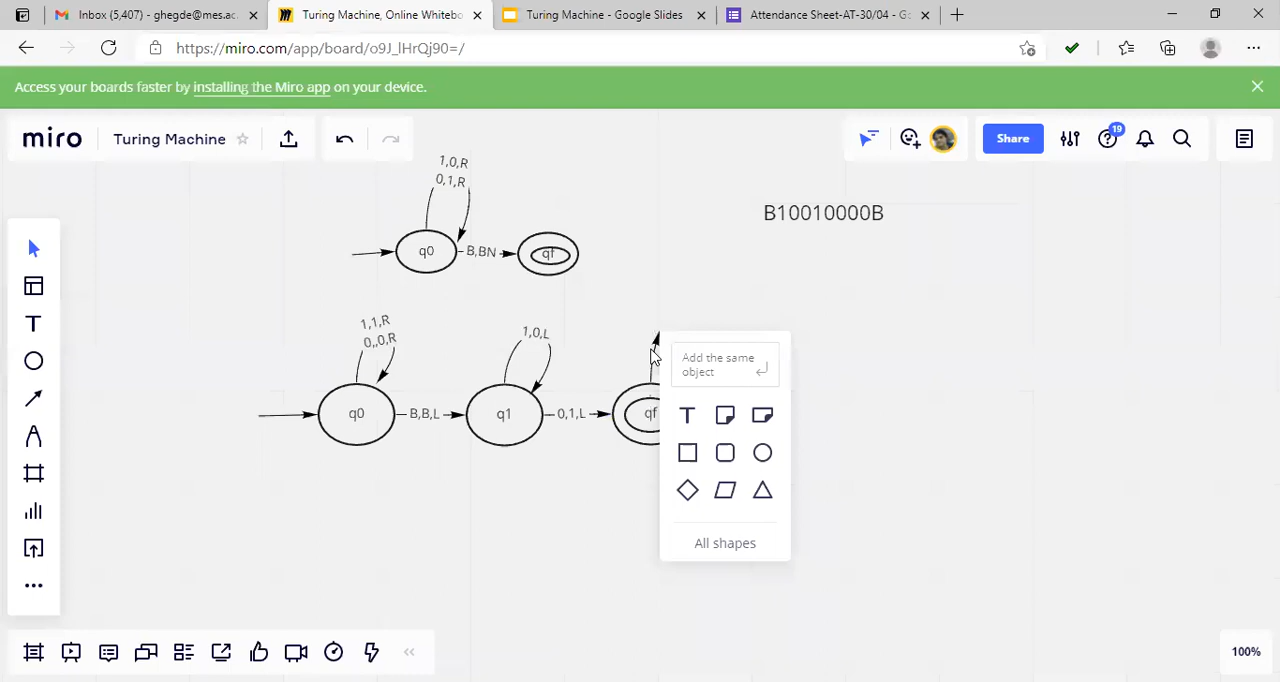 Inbox (5,407) - ghegde@mes.ac.
Turing Machine, Online Whitebo
Turing Machine - Google Slides
Attendance Sheet-AT-30/04 - Go
https://miro.com/app/board/o9J_lHrQj90=/
Access your boards faster by installing the Miro app on your device.
miro
Turing Machine
Share
19
1,0,R
0,1,R
q0
B,BN
qf
B10010000B
1,1,R
0,,0,R
1,0,L
q0
B,B,L
q1
0,1,L
qf
Add the same
object
T
T
All shapes
100%